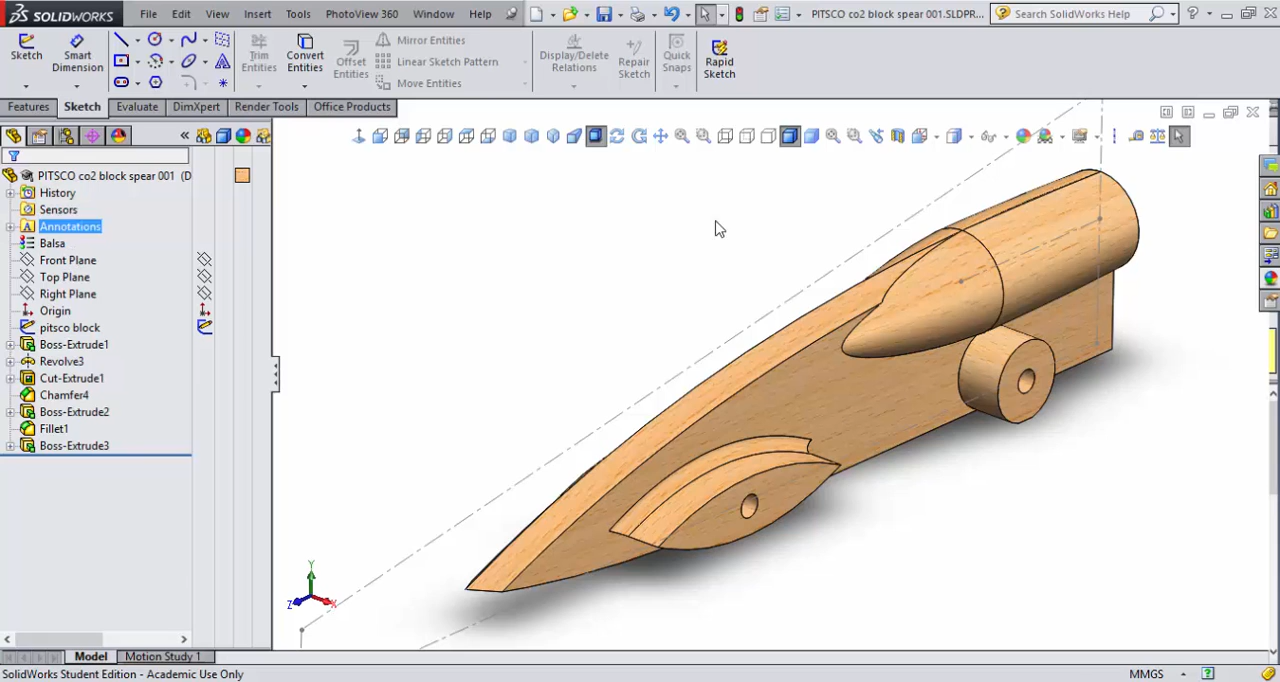 SOLIDWORKS
File Edit View Insert Tools PhotoView 360 Window Help
PITSCO co2 block spear 001.SLDPR...
Search SolidWorks Help
Sketch
Smart Dimension
Trim Entities
Convert Entities
Offset Entities
Mirror Entities
Linear Sketch Pattern
Move Entities
Display/Delete Relations
Repair Sketch
Quick Snaps
Rapid Sketch
Features Sketch Evaluate DimXpert Render Tools Office Products
PITSCO co2 block spear 001 (D
History
Sensors
A Annotations
Balsa
Front Plane
Top Plane
Right Plane
Origin
pitsco block
Boss-Extrude1
Revolve3
Cut-Extrude1
Chamfer4
Boss-Extrude2
Fillet1
Boss-Extrude3
Y
Z
X
Model Motion Study 1
SolidWorks Student Edition - Academic Use Only
MMGS